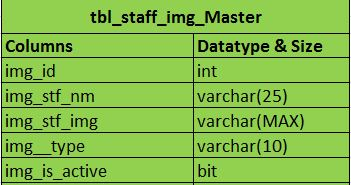 tbl_staff_img_Master
Columns Datatype & Size
img_id int
img_stf_nm varchar(25)
img_stf_img varchar(MAX)
img__type varchar(10)
img_is_active bit